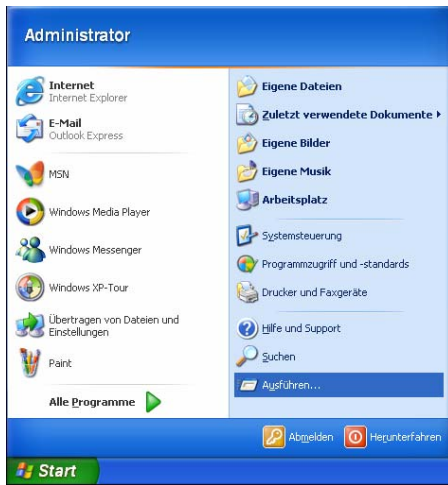 Administrator
Internet
Internet Explorer
E-Mail
Outlook Express
MSN
Windows Media Player
Windows Messenger
Windows XP-Tour
Übertragen von Dateien und
Einstellungen
Paint
Alle Programme
Eigene Dateien
Zuletzt verwendete Dokumente
Eigene Bilder
Eigene Musik
Arbeitsplatz
Systemsteuerung
Programmzugriff und -standards
Drucker und Faxgeräte
Hilfe und Support
Suchen
Ausführen...
Abmelden
Herunterfahren
Start